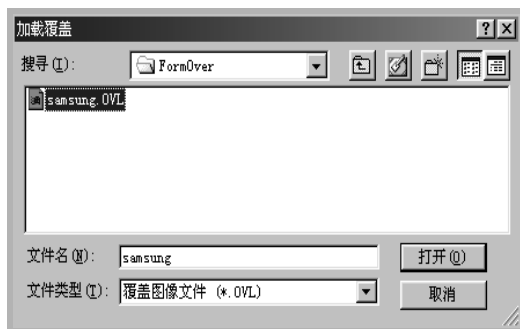 加载覆盖
搜寻(I): FormOver
samsung.OVL
文件名(N): samsung 打开(O)
文件类型(T): 覆盖图像文件 (*.OVL) 取消